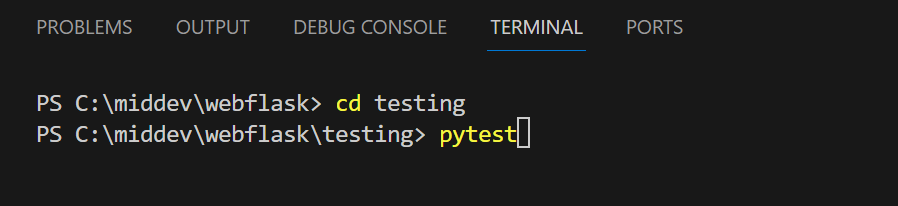 PROBLEMS OUTPUT DEBUG CONSOLE TERMINAL PORTS
PS C:\middev\webflask> cd testing
PS C:\middev\webflask\testing> pytest